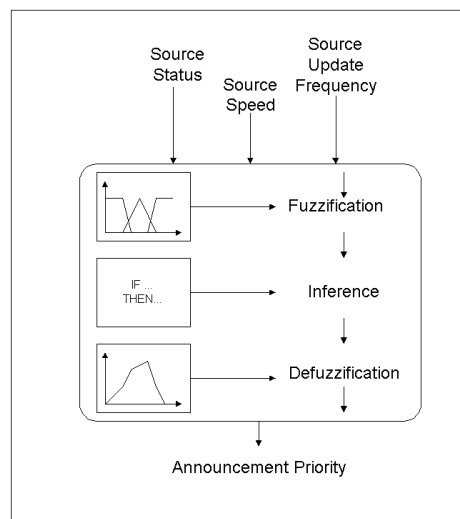 Source
Status
Source
Speed
Source
Update
Frequency
Fuzzification
IF ...
THEN...
Inference
Defuzzification
Announcement Priority